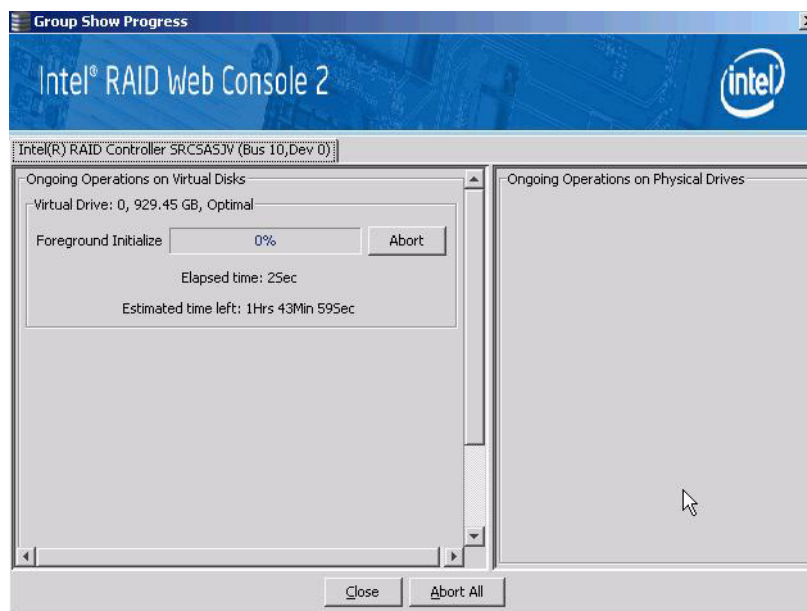 Group Show Progress
Intel® RAID Web Console 2
intel
Intel(R) RAID Controller SRCSASJV (Bus 10,Dev 0)
Ongoing Operations on Virtual Disks
Virtual Drive: 0, 929.45 GB, Optimal
Foreground Initialize 0% Abort
Elapsed time: 2Sec
Estimated time left: 1Hrs 43Min 59Sec
Ongoing Operations on Physical Drives
Close Abort All